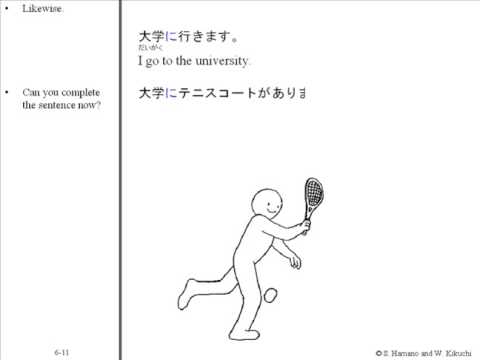 • Likewise.
大学に行きます。
だいがく
I go to the university.
• Can you complete
the sentence now?
大学にテニスコートがありま
6-11
© S. Hamano and W. Kikuchi